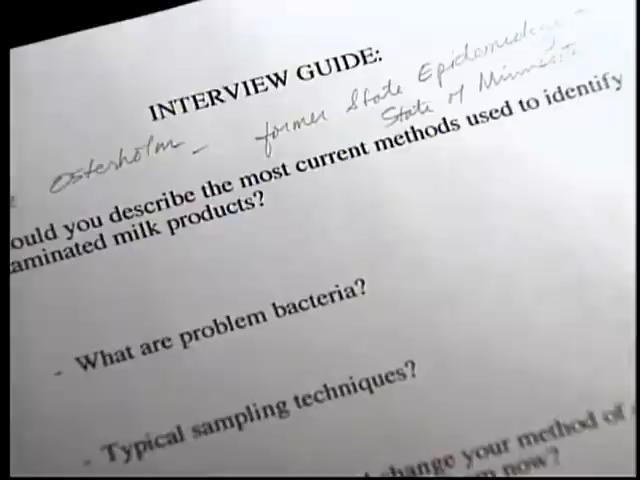 INTERVIEW GUIDE:
Osterholm - former State Epidemiologist
State of Minnesota
ould you describe the most current methods used to identify
aminated milk products?
- What are problem bacteria?
- Typical sampling techniques?
change your method of
now?